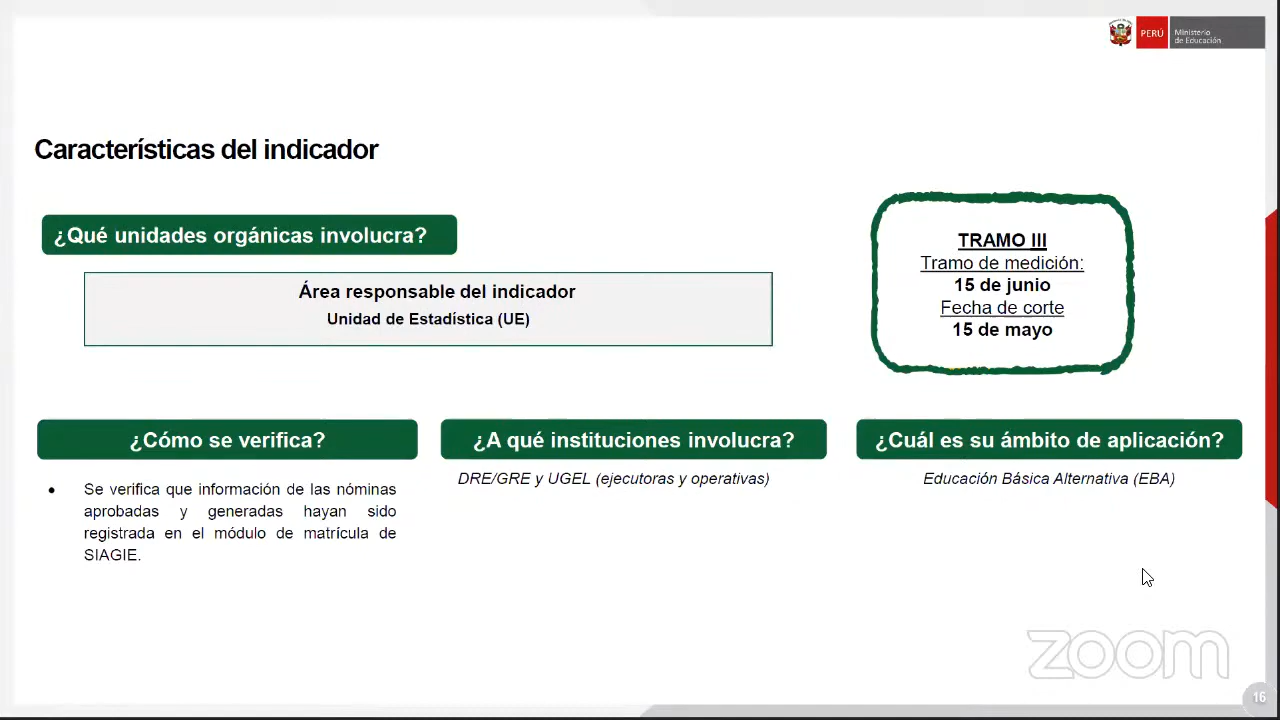 PERÚ
Ministerio
de Educación
Características del indicador
¿Qué unidades orgánicas involucra?
Área responsable del indicador
Unidad de Estadística (UE)
TRAMO III
Tramo de medición:
15 de junio
Fecha de corte
15 de mayo
¿Cómo se verifica?
• Se verifica que información de las nóminas
aprobadas y generadas hayan sido
registrada en el módulo de matrícula de
SIAGIE.
¿A qué instituciones involucra?
DRE/GRE y UGEL (ejecutoras y operativas)
¿Cuál es su ámbito de aplicación?
Educación Básica Alternativa (EBA)
zoom
16